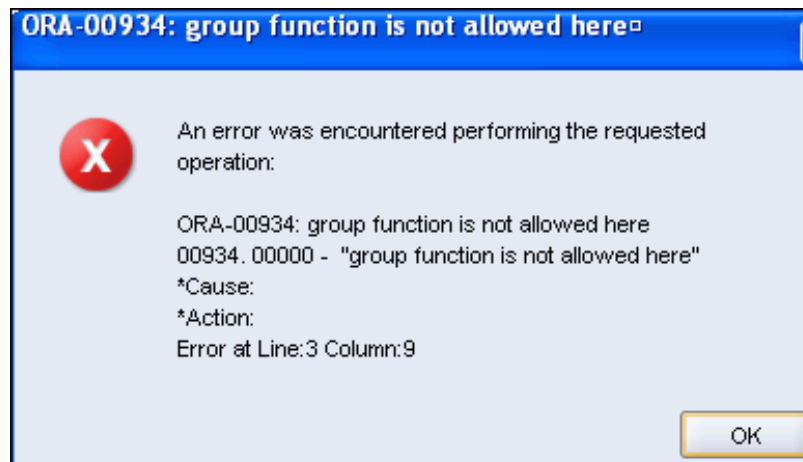 ORA-00934: group function is not allowed here¤
An error was encountered performing the requested
operation:
ORA-00934: group function is not allowed here
00934. 00000 - "group function is not allowed here"
*Cause:
*Action:
Error at Line:3 Column:9
OK